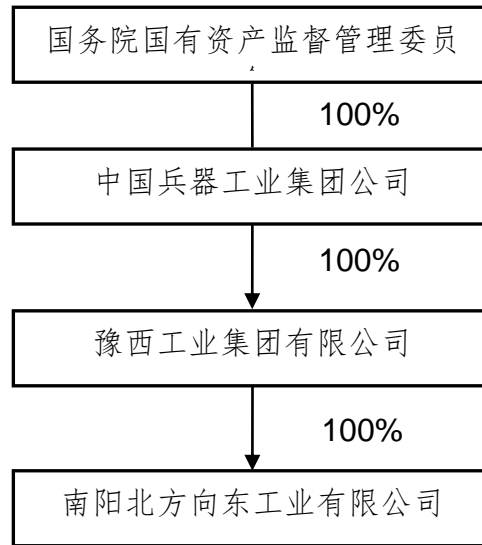 国务院国有资产监督管理委员
100%
中国兵器工业集团公司
100%
豫西工业集团有限公司
100%
南阳北方向东工业有限公司